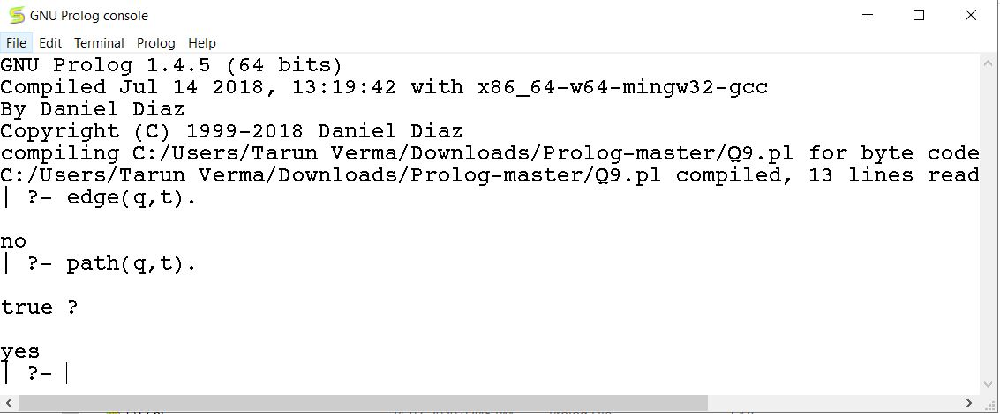 GNU Prolog console
File Edit Terminal Prolog Help
GNU Prolog 1.4.5 (64 bits)
Compiled Jul 14 2018, 13:19:42 with x86_64-w64-mingw32-gcc
By Daniel Diaz
Copyright (C) 1999-2018 Daniel Diaz
compiling C:/Users/Tarun Verma/Downloads/Prolog-master/Q9.pl for byte code
C:/Users/Tarun Verma/Downloads/Prolog-master/Q9.pl compiled, 13 lines read
| ?- edge(q,t).
no
| ?- path(q,t).
true ?
yes
| ?-